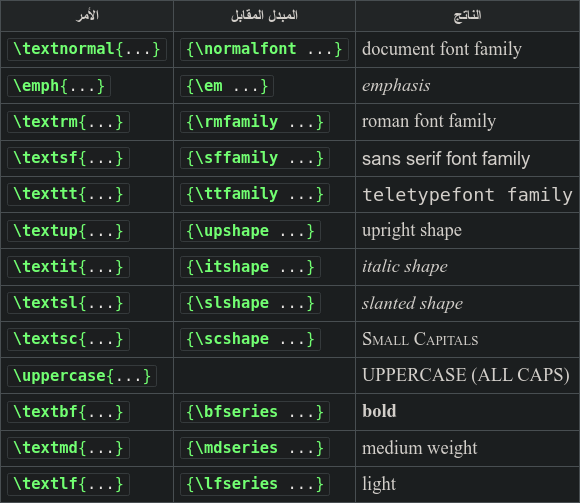 الأمر المبدل المقابل الناتج
\textnormal{...} {\normalfont ...} document font family
\emph{...} {\em ...} emphasis
\textrm{...} {\rmfamily ...} roman font family
\textsf{...} {\sffamily ...} sans serif font family
\texttt{...} {\ttfamily ...} teletypefont family
\textup{...} {\upshape ...} upright shape
\textit{...} {\itshape ...} italic shape
\textsl{...} {\slshape ...} slanted shape
\textsc{...} {\scshape ...} Small Capitals
\uppercase{...} UPPERCASE (ALL CAPS)
\textbf{...} {\bfseries ...} bold
\textmd{...} {\mdseries ...} medium weight
\textlf{...} {\lfseries ...} light